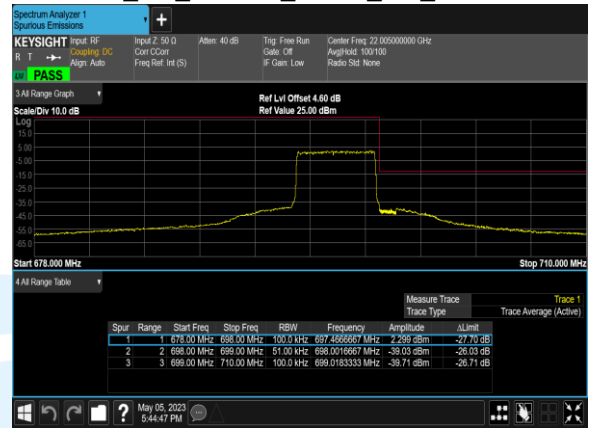 Spectrum Analyzer 1
Spurious Emissions
KEYSIGHT Input: RF Input Z: 50 Ω Atten: 40 dB Trig: Free Run Center Freq: 22.005000000 GHz
R T Coupling: DC Corr CCorr Gate: Off Avg|Hold: 100/100
Align: Auto Freq Ref: Int (S) IF Gain: Low Radio Std: None
PASS
3 All Range Graph
Ref Lvl Offset 4.60 dB
Scale/Div 10.0 dB Ref Value 25.00 dBm
Log
15.0
5.00
-5.00
-15.0
-25.0
-35.0
-45.0
-55.0
-65.0
Start 678.000 MHz Stop 710.000 MHz
4 All Range Table
Measure Trace Trace 1
Trace Type Trace Average (Active)
Spur Range Start Freq Stop Freq RBW Frequency Amplitude ΔLimit
1 1 678.00 MHz 698.00 MHz 100.0 kHz 697.4666667 MHz 2.299 dBm -27.70 dB
2 2 698.00 MHz 699.00 MHz 51.00 kHz 698.0016667 MHz -39.03 dBm -26.03 dB
3 3 699.00 MHz 710.00 MHz 100.0 kHz 699.0183333 MHz -39.71 dBm -26.71 dB
? May 05, 2023
5:44:47 PM